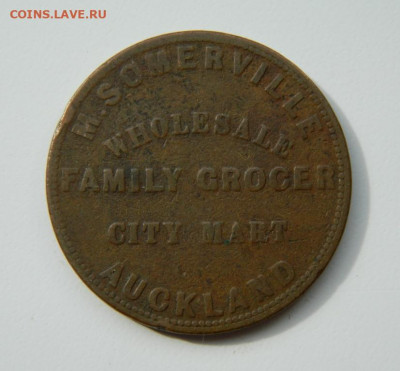 COINS.LAVE.RU
M. SOMERVILLE
WHOLESALE
FAMILY GROCER
CITY MART
AUCKLAND